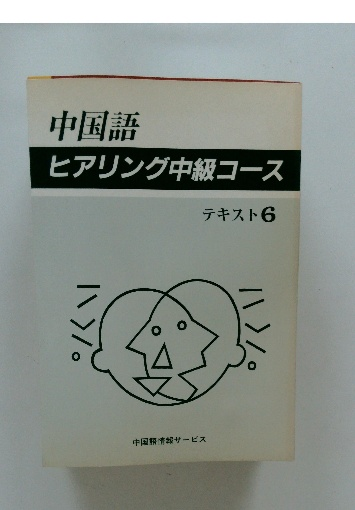 中国語
ヒアリング中級コース
テキスト6
中国語情報サービス